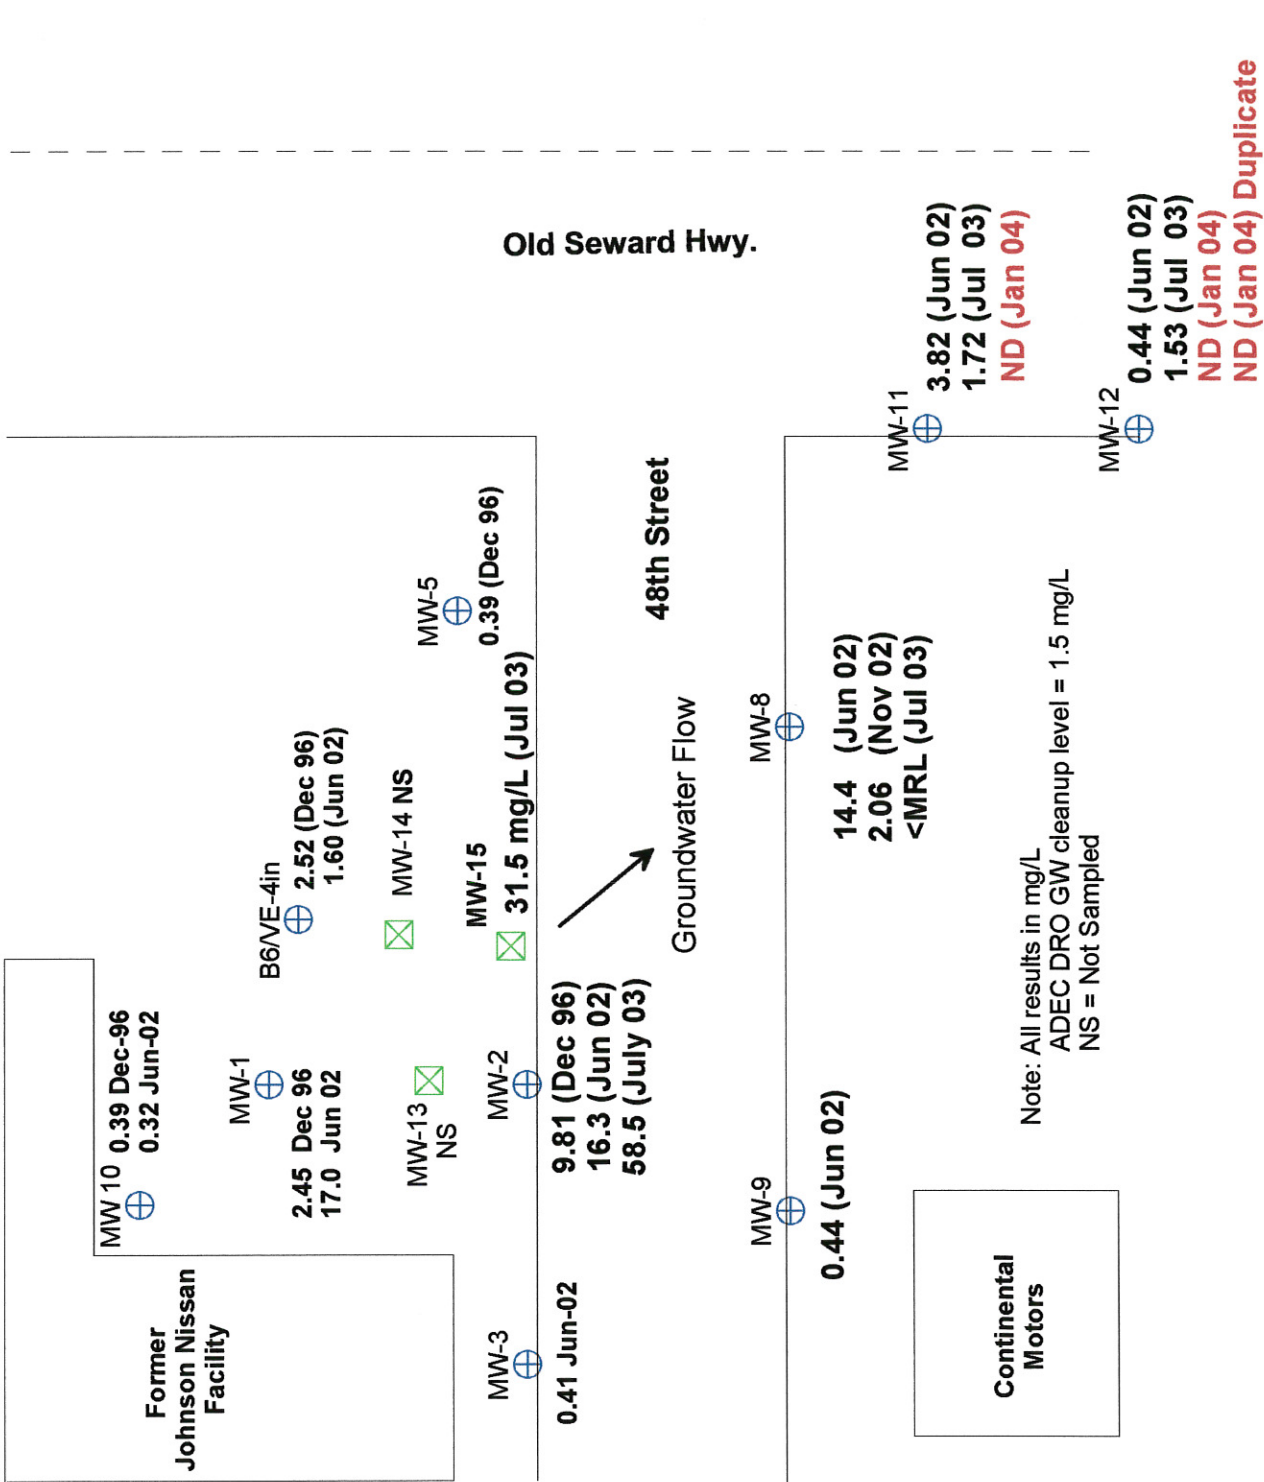 Former
Johnson Nissan
Facility
MW 10
0.39 Dec-96
0.32 Jun-02
MW-1
2.45 Dec 96
17.0 Jun 02
B6/VE-4in
2.52 (Dec 96)
1.60 (Jun 02)
MW-14 NS
MW-13
NS
MW-15
31.5 mg/L (Jul 03)
MW-5
0.39 (Dec 96)
MW-3
0.41 Jun-02
MW-2
9.81 (Dec 96)
16.3 (Jun 02)
58.5 (July 03)
Groundwater Flow
48th Street
Old Seward Hwy.
MW-9
0.44 (Jun 02)
MW-8
14.4 (Jun 02)
2.06 (Nov 02)
<MRL (Jul 03)
MW-11
3.82 (Jun 02)
1.72 (Jul 03)
ND (Jan 04)
MW-12
0.44 (Jun 02)
1.53 (Jul 03)
ND (Jan 04)
ND (Jan 04) Duplicate
Continental
Motors
Note: All results in mg/L
ADEC DRO GW cleanup level = 1.5 mg/L
NS = Not Sampled